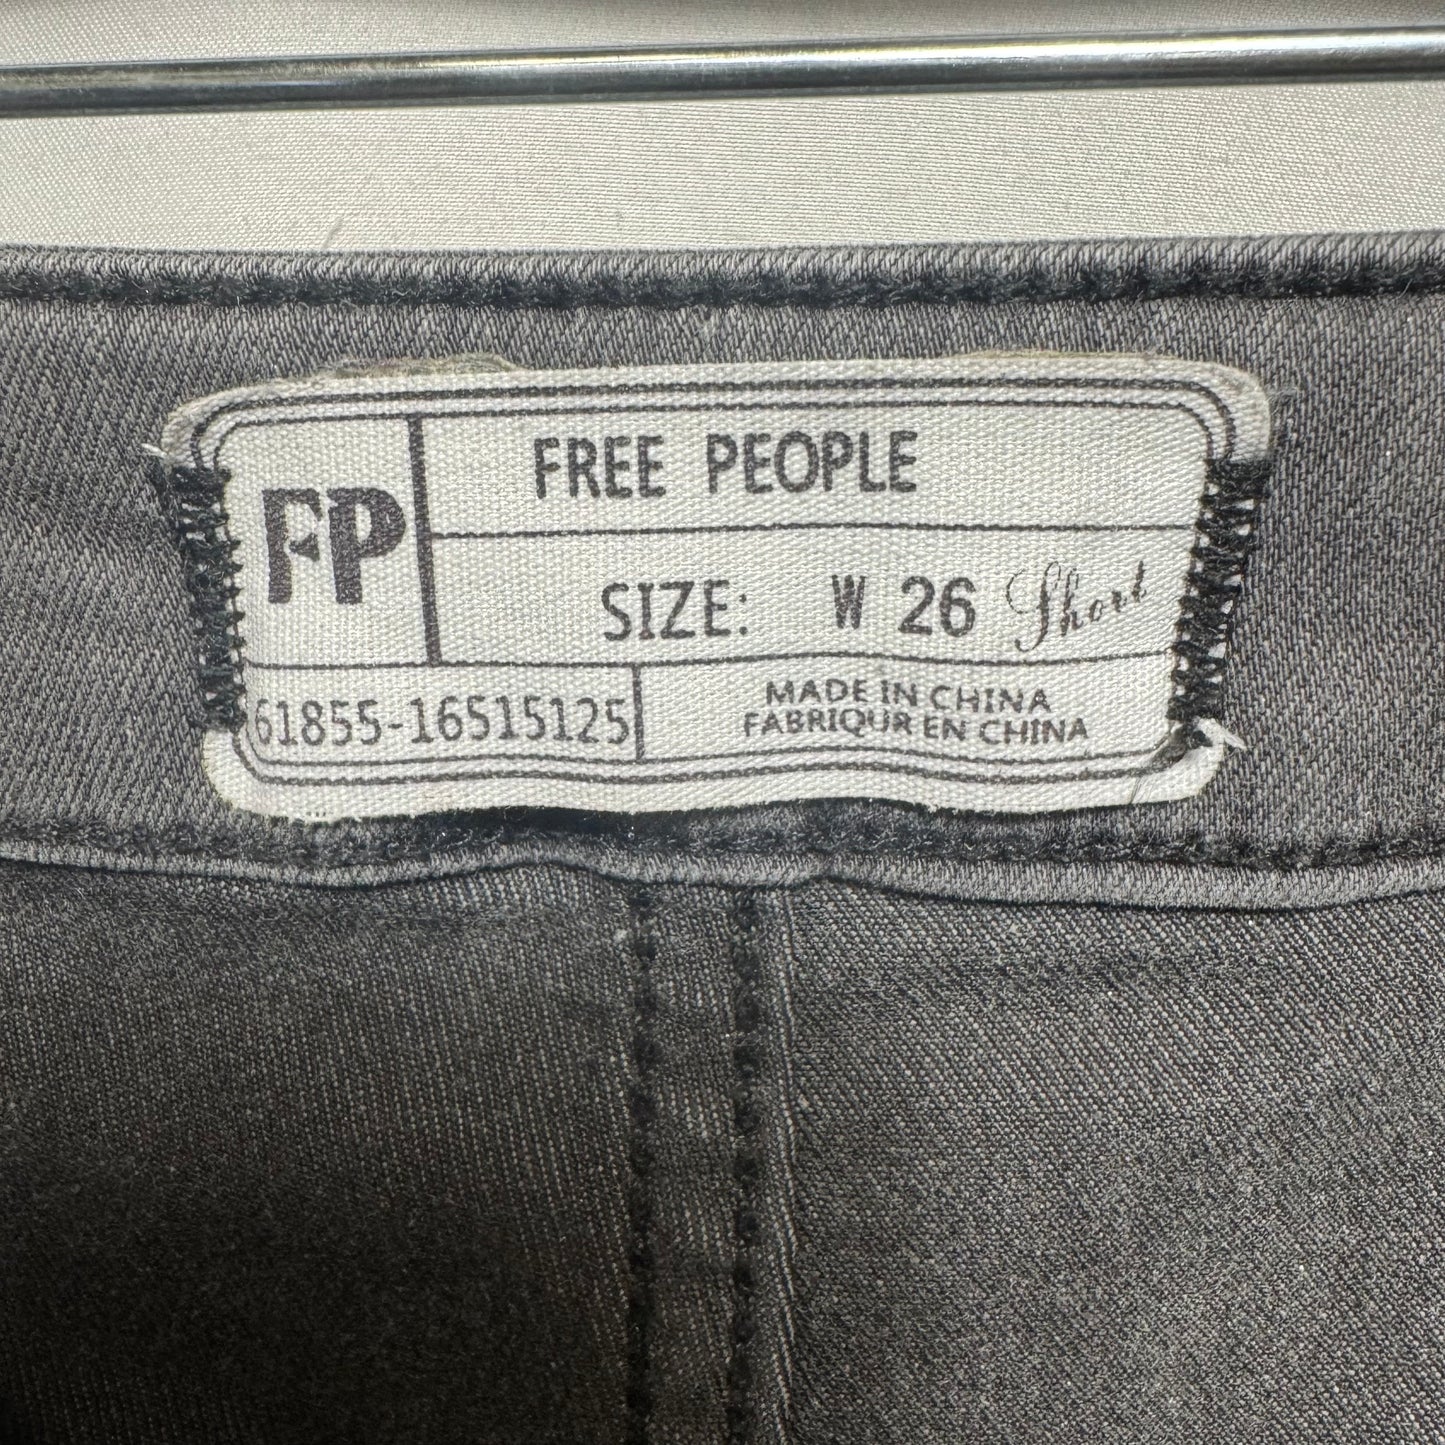 FREE PEOPLE
FP
SIZE: W 26 Short
61855-16515125
MADE IN CHINA
FABRIQUR EN CHINA